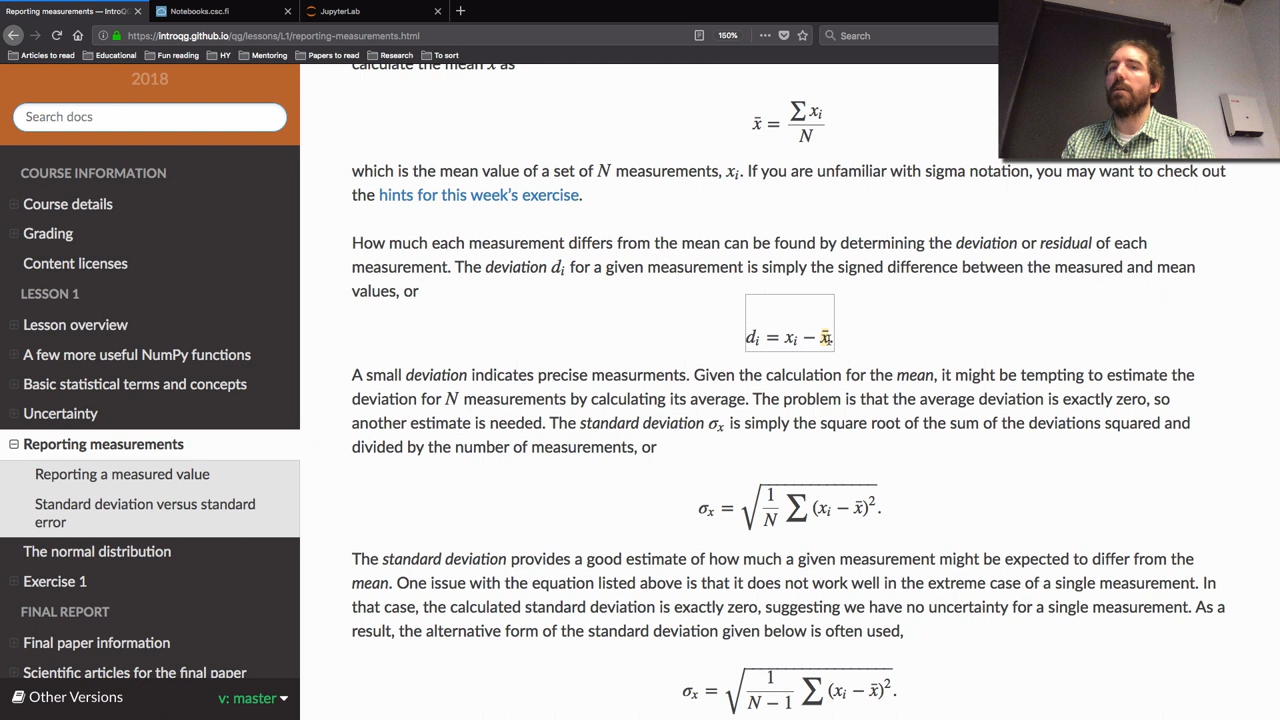 Reporting measurements — IntroQG
Notebooks.csc.fi
JupyterLab
https://introqg.github.io/qg/lessons/L1/reporting-measurements.html
150%
Search
Articles to read
Educational
Fun reading
HY
Mentoring
Papers to read
Research
To sort
2018
Search docs
COURSE INFORMATION
Course details
Grading
Content licenses
LESSON 1
Lesson overview
A few more useful NumPy functions
Basic statistical terms and concepts
Uncertainty
Reporting measurements
Reporting a measured value
Standard deviation versus standard
error
The normal distribution
Exercise 1
FINAL REPORT
Final paper information
Scientific articles for the final paper
Other Versions
v: master
calculate the mean x̄ as
x̄ = ∑ xᵢ / N
which is the mean value of a set of N measurements, xᵢ. If you are unfamiliar with sigma notation, you may want to check out
the hints for this week's exercise.
How much each measurement differs from the mean can be found by determining the deviation or residual of each
measurement. The deviation dᵢ for a given measurement is simply the signed difference between the measured and mean
values, or
dᵢ = xᵢ − x̄.
A small deviation indicates precise measurments. Given the calculation for the mean, it might be tempting to estimate the
deviation for N measurements by calculating its average. The problem is that the average deviation is exactly zero, so
another estimate is needed. The standard deviation σₓ is simply the square root of the sum of the deviations squared and
divided by the number of measurements, or
σₓ = √(1/N ∑ (xᵢ − x̄)²).
The standard deviation provides a good estimate of how much a given measurement might be expected to differ from the
mean. One issue with the equation listed above is that it does not work well in the extreme case of a single measurement. In
that case, the calculated standard deviation is exactly zero, suggesting we have no uncertainty for a single measurement. As a
result, the alternative form of the standard deviation given below is often used,
σₓ = √(1/(N − 1) ∑ (xᵢ − x̄)²).